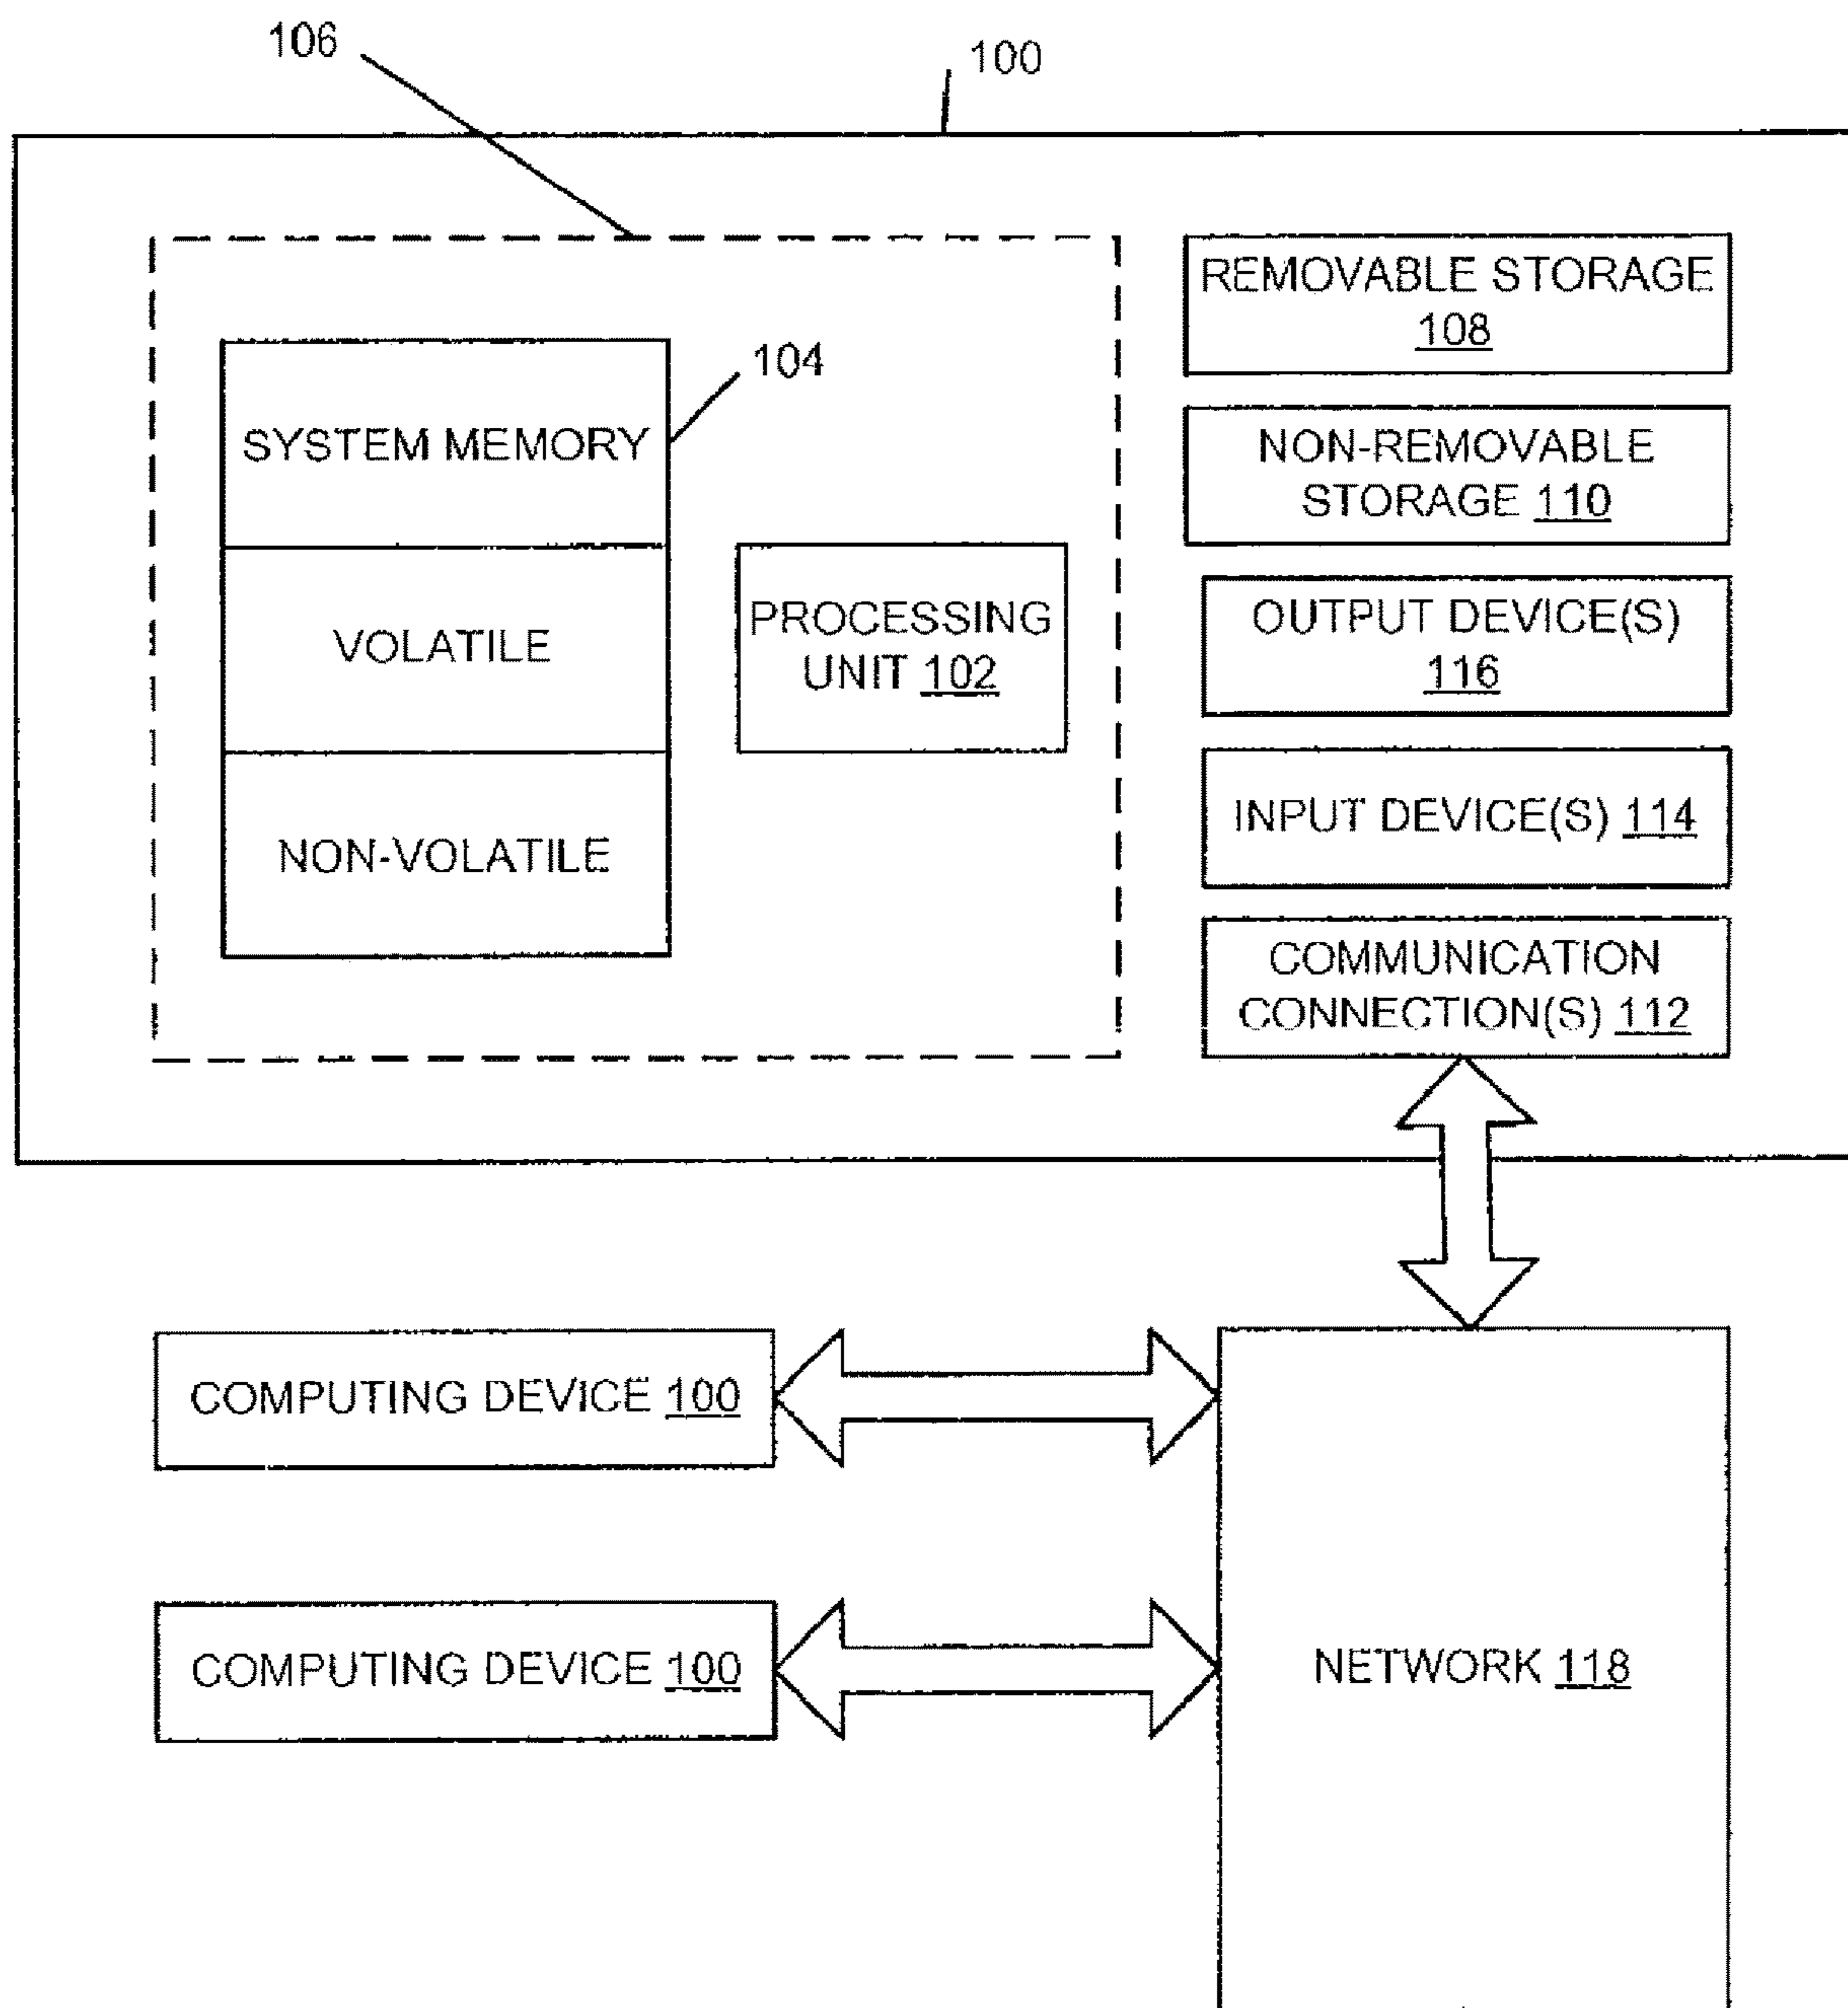 106
100
REMOVABLE STORAGE
108
104
SYSTEM MEMORY
NON-REMOVABLE
STORAGE 110
PROCESSING
UNIT 102
OUTPUT DEVICE(S)
116
VOLATILE
INPUT DEVICE(S) 114
NON-VOLATILE
COMMUNICATION
CONNECTION(S) 112
COMPUTING DEVICE 100
COMPUTING DEVICE 100
NETWORK 118